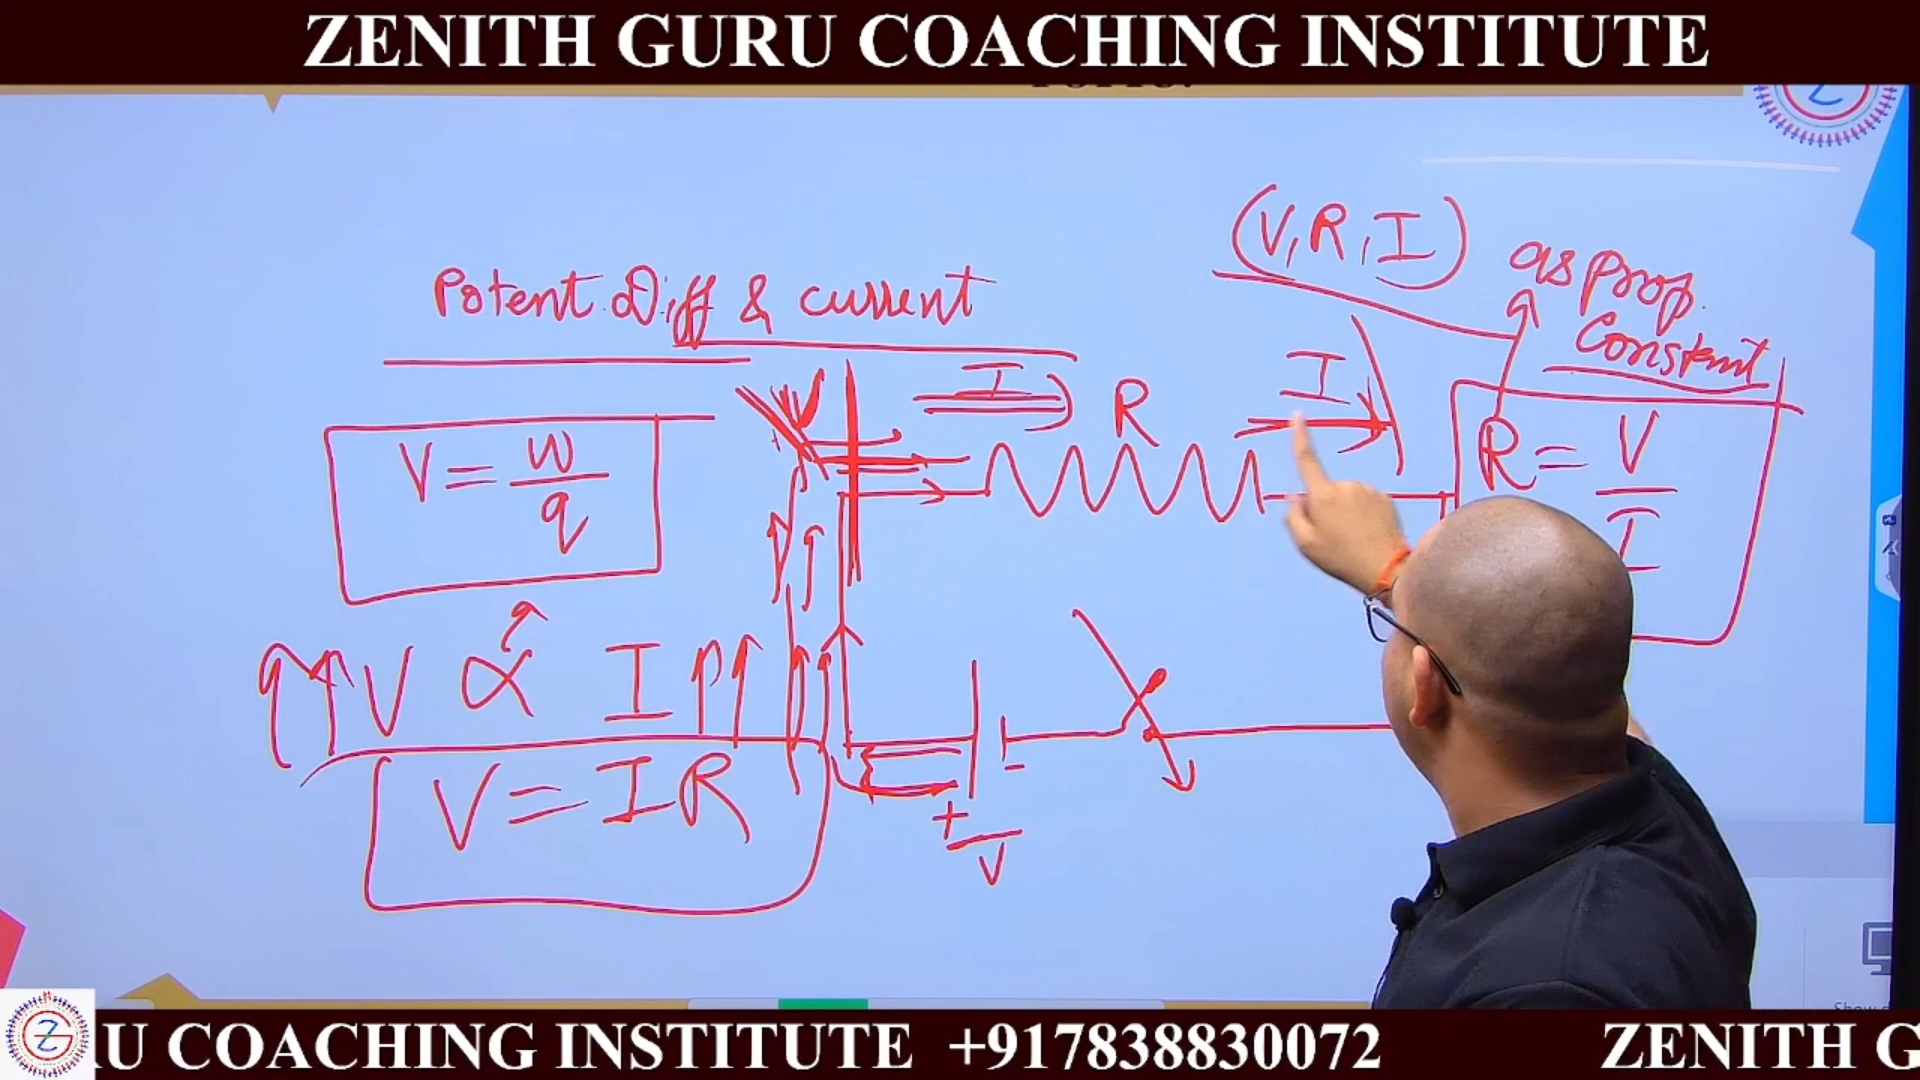 ZENITH GURU COACHING INSTITUTE
(V, R, I)
as prop.
Constant
Potent. Diff & current
I
I
R
V = w/q
R = V/I
V ∝ I
V = IR
+
V
Z
U COACHING INSTITUTE +917838830072 ZENITH G